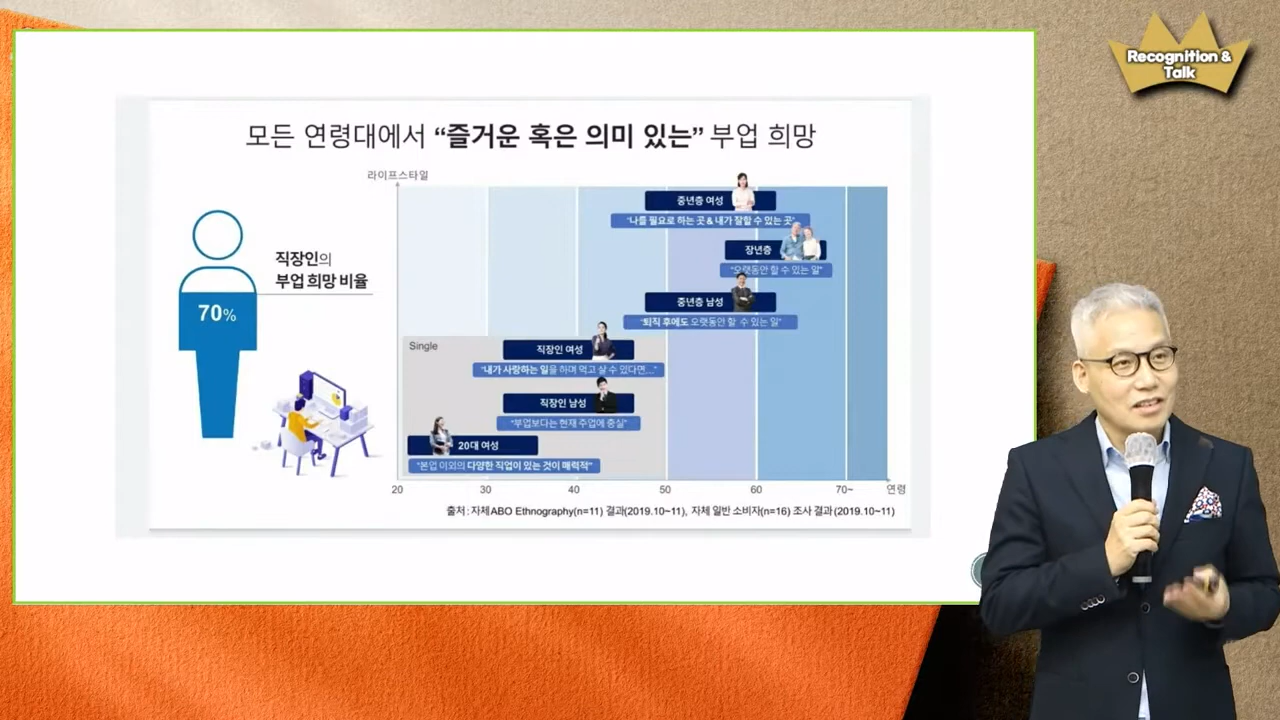 Recognition &
Talk
모든 연령대에서 “즐거운 혹은 의미 있는” 부업 희망
라이프스타일
직장인의
부업 희망 비율
70%
중년층 여성
“나를 필요로 하는 곳 & 내가 잘할 수 있는 곳”
장년층
“오랫동안 할 수 있는 일”
중년층 남성
“퇴직 후에도 오랫동안 할 수 있는 일”
Single
직장인 여성
“내가 사랑하는 일을 하며 먹고 살 수 있다면...”
직장인 남성
“부업보다는 현재 주업에 충실”
20대 여성
“본업 이외의 다양한 직업이 있는 것이 매력적”
20 30 40 50 60 70~ 연령
출처 : 자체 ABO Ethnography(n=11) 결과(2019.10~11), 자체 일반 소비자(n=16) 조사 결과 (2019.10~11)